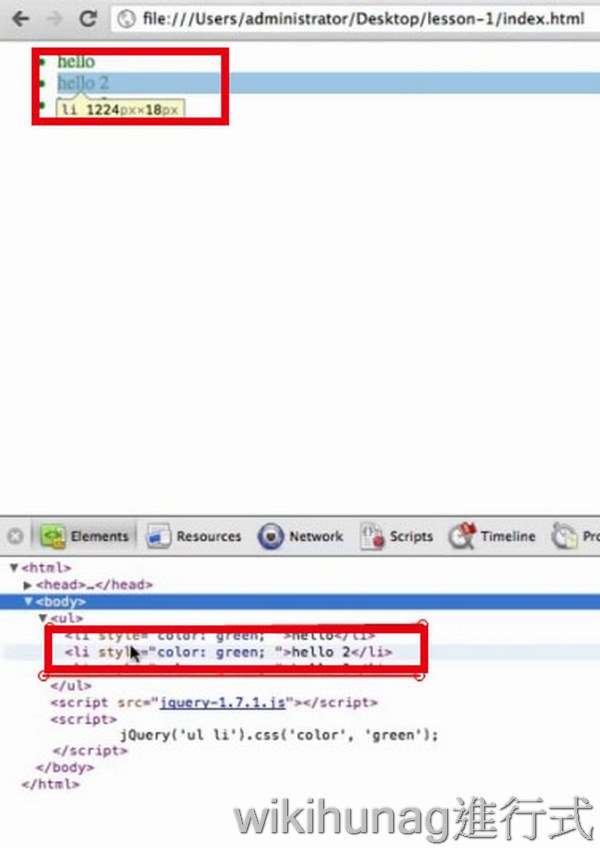 file:///Users/administrator/Desktop/lesson-1/index.html
hello
hello 2
li 1224px×18px
Elements Resources Network Scripts Timeline
▼<html>
▶<head>…</head>
▼<body>
▼<ul>
<li style="color: green; ">hello</li>
<li style="color: green; ">hello 2</li>
</ul>
<script src="jquery-1.7.1.js"></script>
<script>
jQuery('ul li').css('color', 'green');
</script>
</body>
</html>
wikihunag進行式